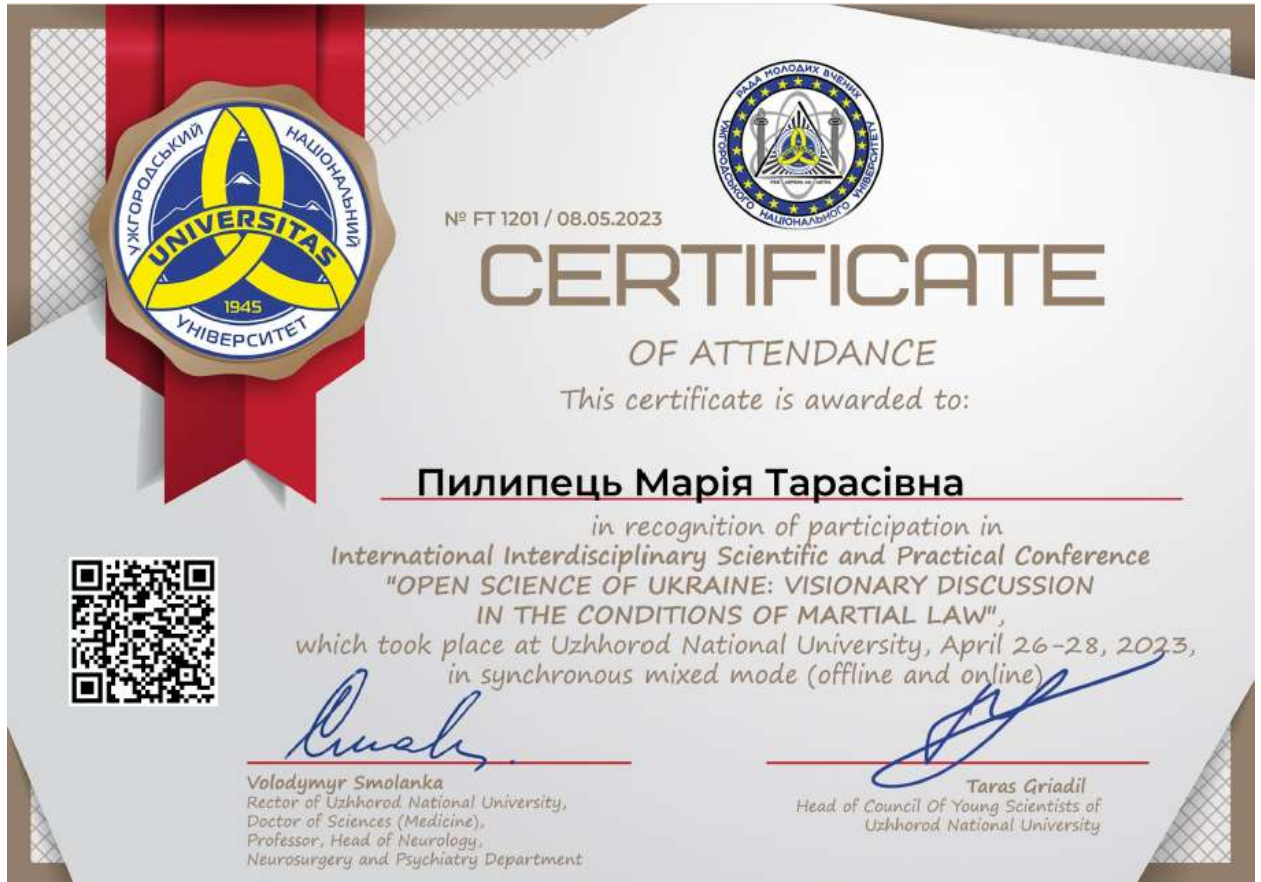 УЖГОРОДСЬКИЙ НАЦІОНАЛЬНИЙ
UNIVERSITAS
1945
УНІВЕРСИТЕТ
РАДА МОЛОДИХ ВЧЕНИХ
УЖГОРОДСЬКОГО НАЦІОНАЛЬНОГО УНІВЕРСИТЕТУ
№ FT 1201 / 08.05.2023
CERTIFICATE
OF ATTENDANCE
This certificate is awarded to:
Пилипець Марія Тарасівна
in recognition of participation in
International Interdisciplinary Scientific and Practical Conference
"OPEN SCIENCE OF UKRAINE: VISIONARY DISCUSSION
IN THE CONDITIONS OF MARTIAL LAW",
which took place at Uzhhorod National University, April 26-28, 2023,
in synchronous mixed mode (offline and online)
Volodymyr Smolanka
Rector of Uzhhorod National University,
Doctor of Sciences (Medicine),
Professor, Head of Neurology,
Neurosurgery and Psychiatry Department
Taras Griadil
Head of Council Of Young Scientists of
Uzhhorod National University